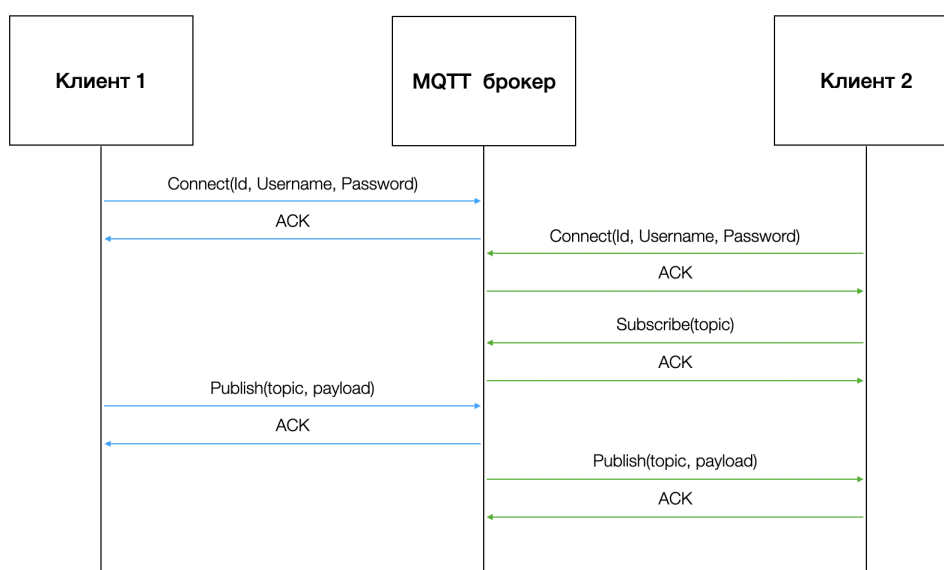 Клиент 1
MQTT брокер
Клиент 2
Connect(Id, Username, Password)
ACK
Connect(Id, Username, Password)
ACK
Subscribe(topic)
ACK
Publish(topic, payload)
ACK
Publish(topic, payload)
ACK